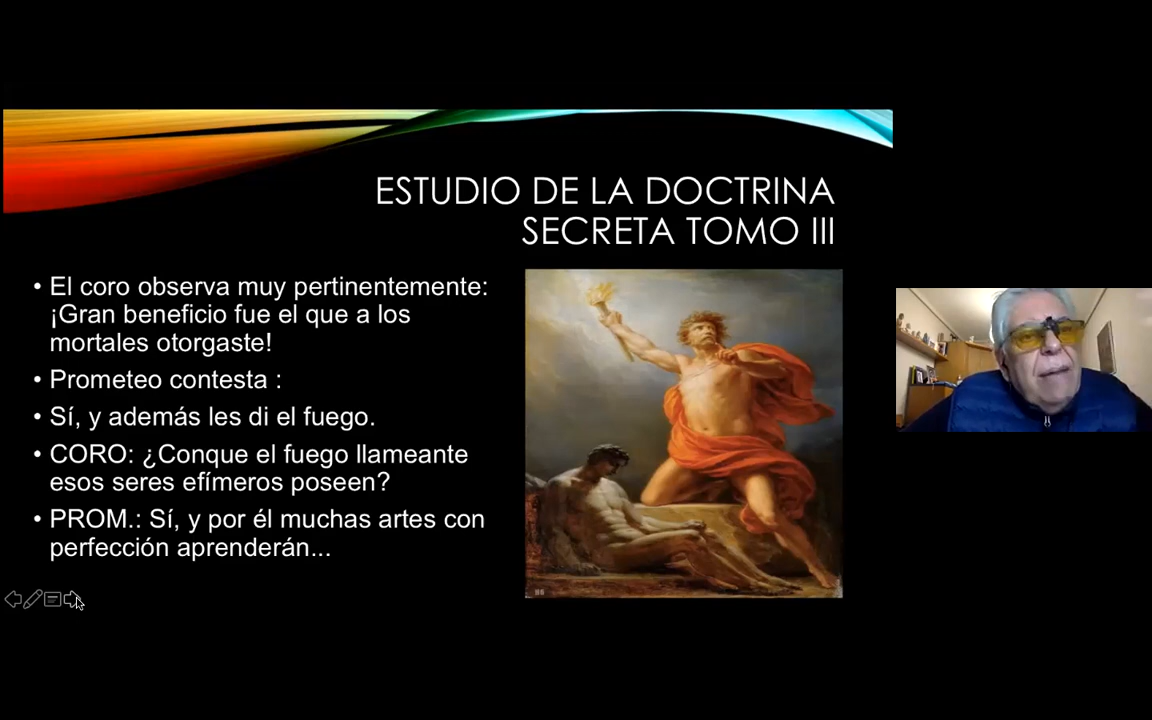 ESTUDIO DE LA DOCTRINA
SECRETA TOMO III
• El coro observa muy pertinentemente:
¡Gran beneficio fue el que a los
mortales otorgaste!
• Prometeo contesta :
• Sí, y además les di el fuego.
• CORO: ¿Conque el fuego llameante
esos seres efímeros poseen?
• PROM.: Sí, y por él muchas artes con
perfección aprenderán...